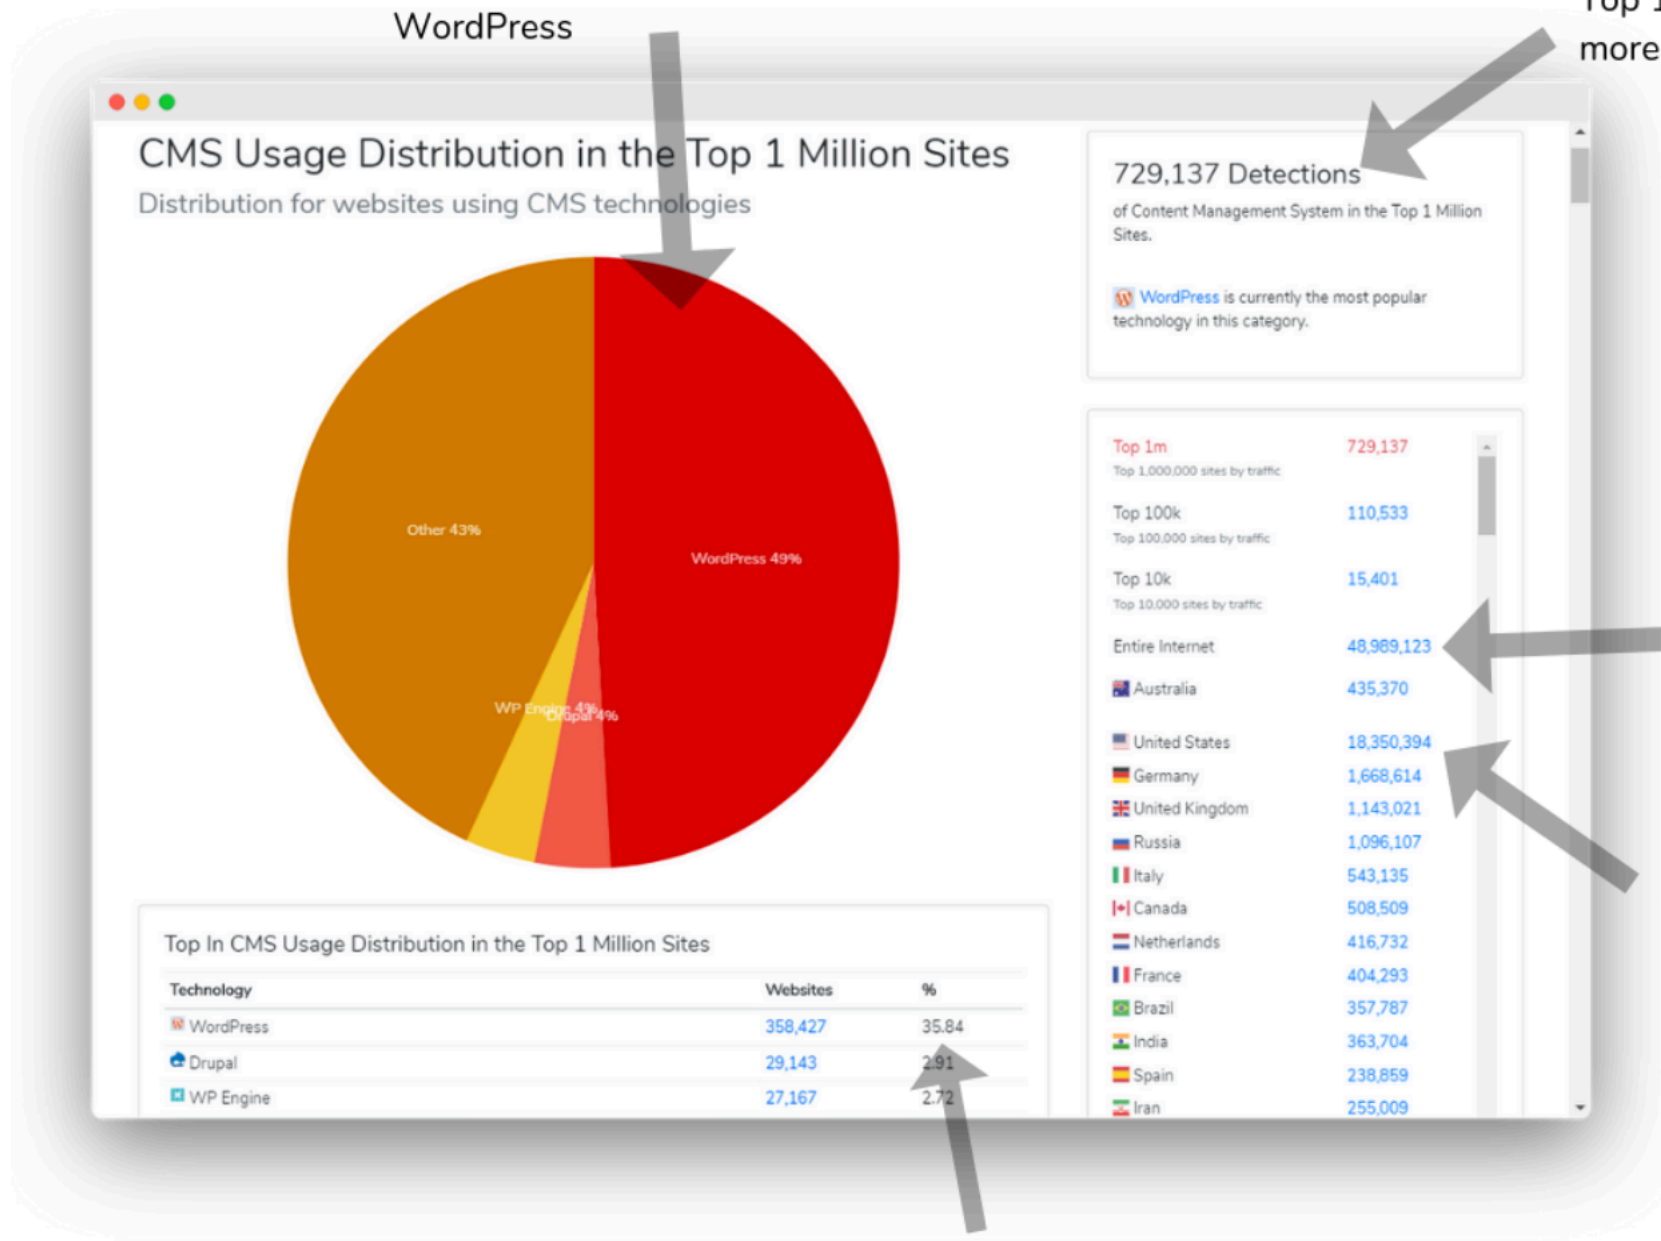 WordPress
Top 1
more
CMS Usage Distribution in the Top 1 Million Sites
Distribution for websites using CMS technologies
Other 43%
WordPress 49%
WP Engine 4%
Drupal 4%
729,137 Detections
of Content Management System in the Top 1 Million
Sites.
WordPress is currently the most popular
technology in this category.
Top 1m 729,137
Top 1,000,000 sites by traffic
Top 100k 110,533
Top 100,000 sites by traffic
Top 10k 15,401
Top 10,000 sites by traffic
Entire Internet 48,989,123
Australia 435,370
United States 18,350,394
Germany 1,668,614
United Kingdom 1,143,021
Russia 1,096,107
Italy 543,135
Canada 508,509
Netherlands 416,732
France 404,293
Brazil 357,787
India 363,704
Spain 238,859
Iran 255,009
Top In CMS Usage Distribution in the Top 1 Million Sites
Technology Websites %
WordPress 358,427 35.84
Drupal 29,143 2.91
WP Engine 27,167 2.72